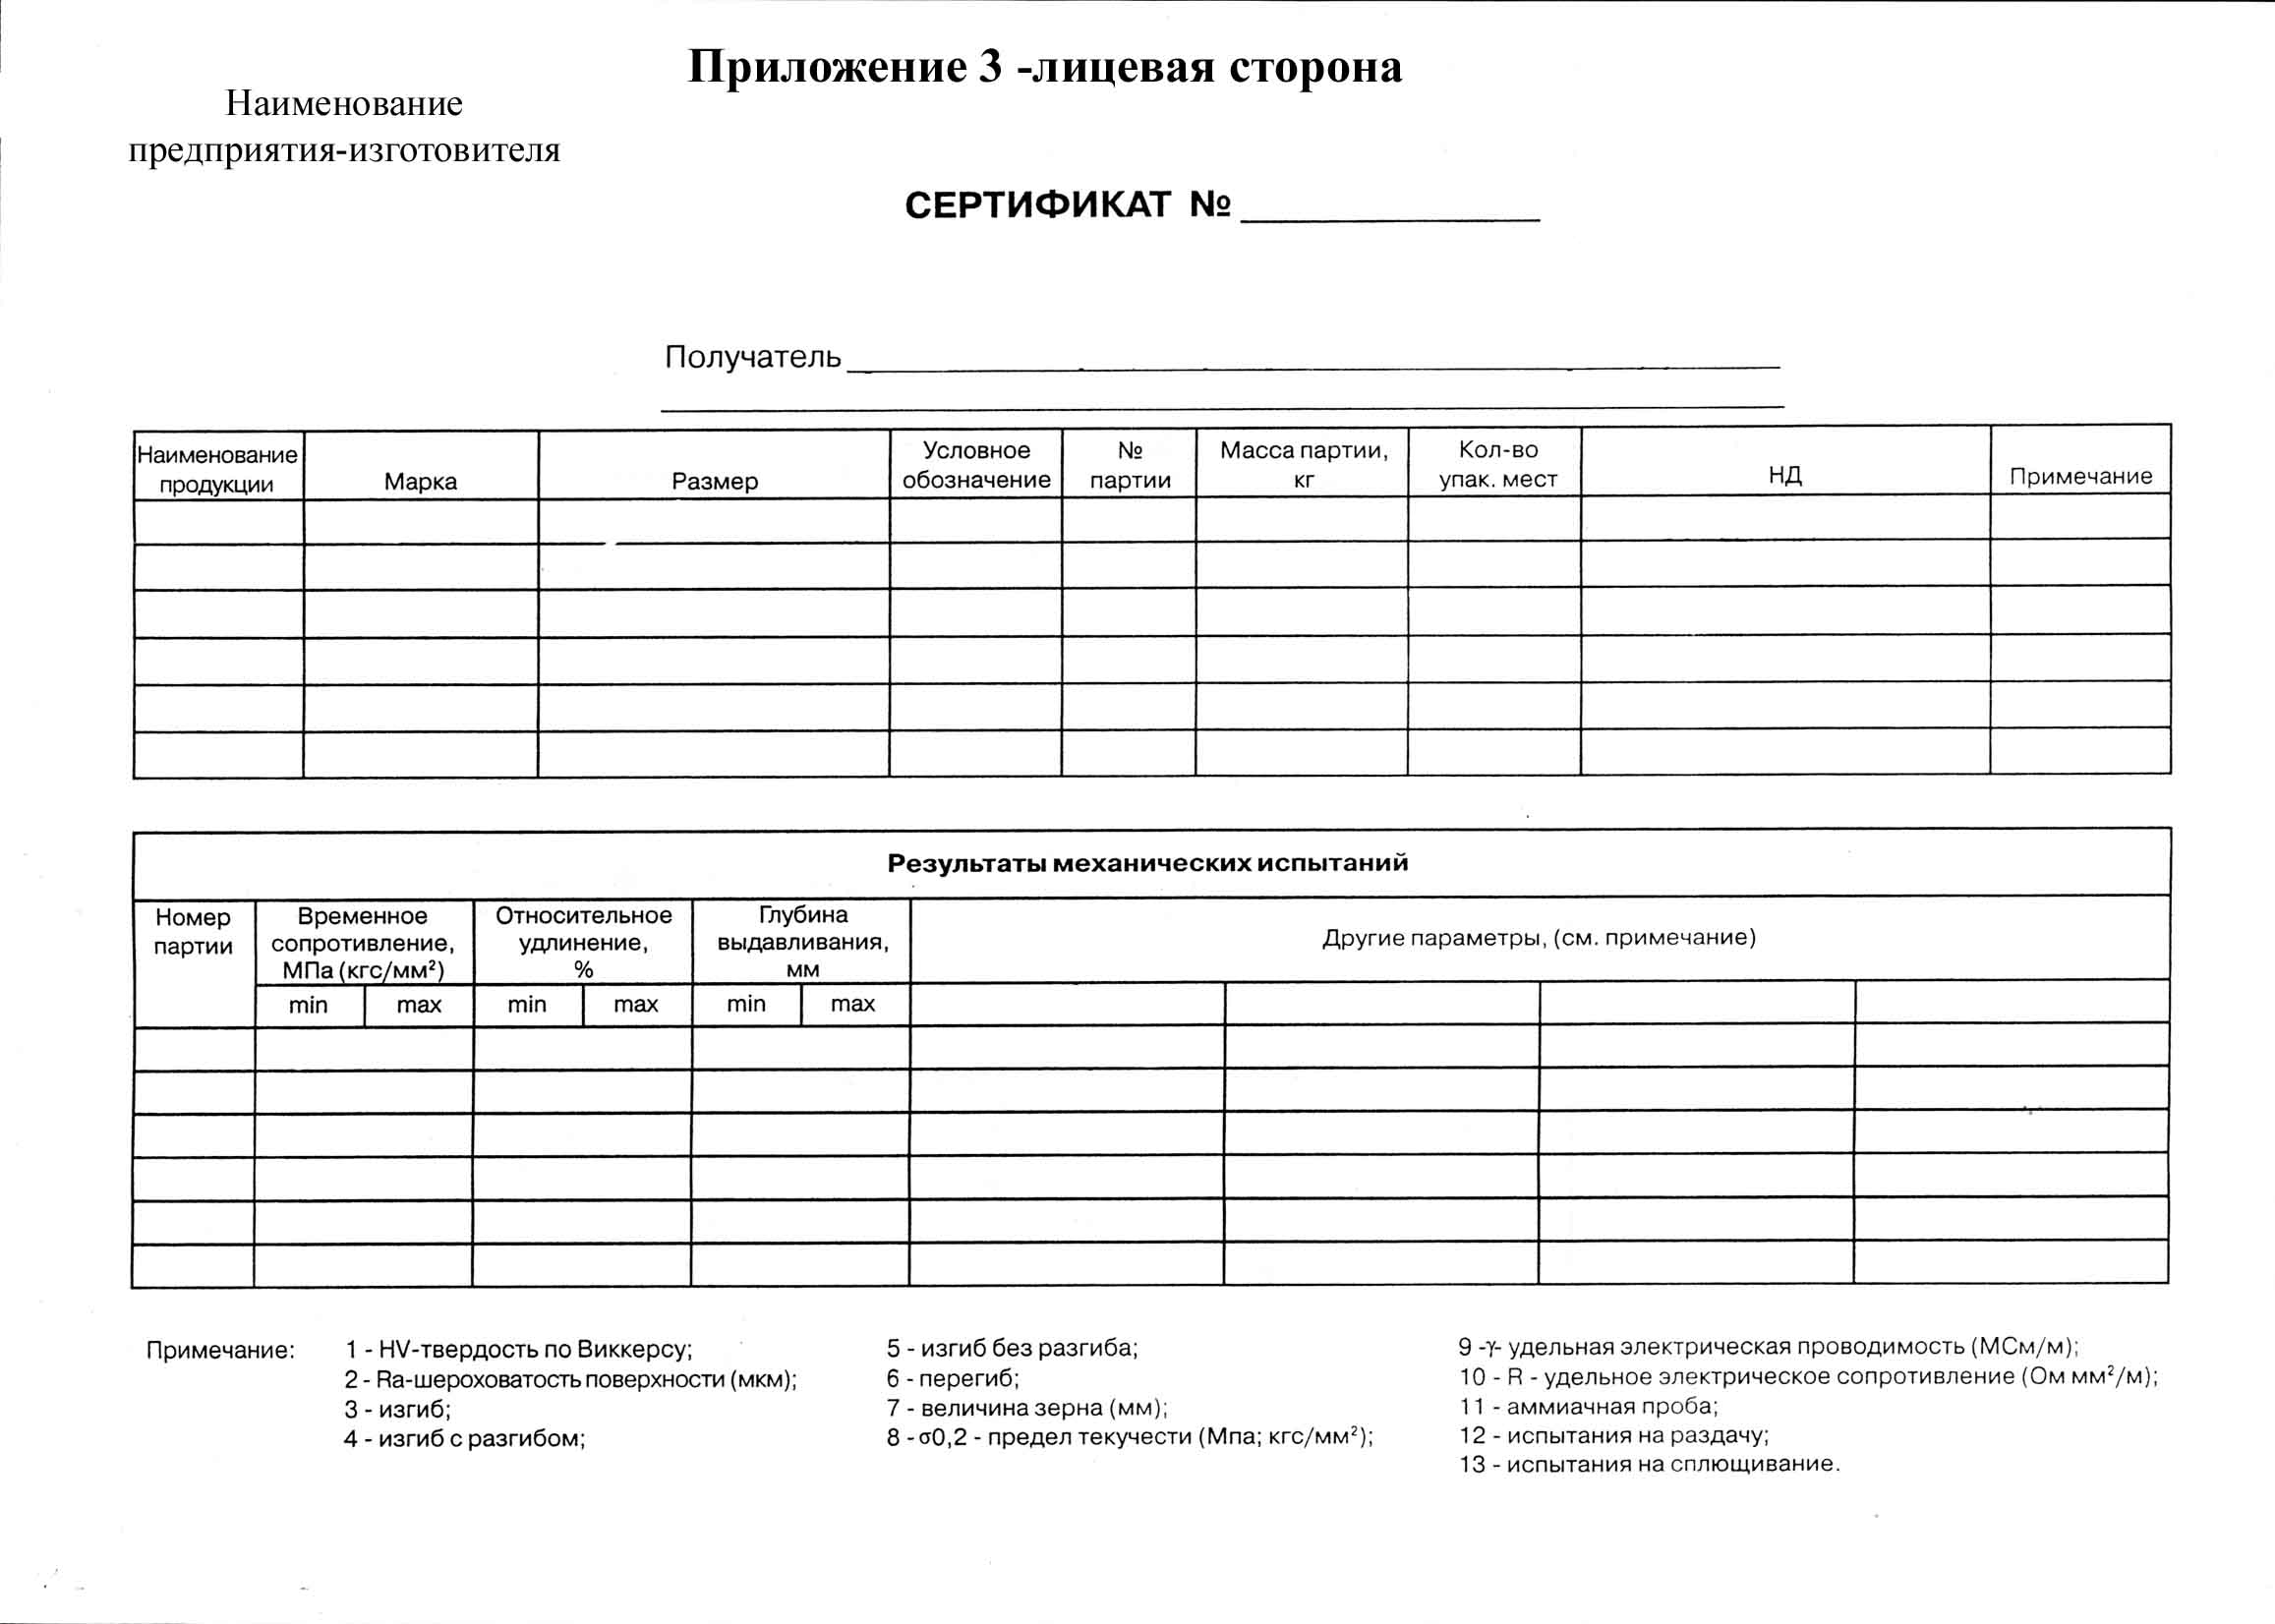 Приложение 3 -лицевая сторона
Наименование
предприятия-изготовителя
СЕРТИФИКАТ №
Получатель
Наименование продукции Марка Размер Условное обозначение № партии Масса партии, кг Кол-во упак. мест НД Примечание
Результаты механических испытаний
Номер партии Временное сопротивление, МПа (кгс/мм²) Относительное удлинение, % Глубина выдавливания, мм Другие параметры, (см. примечание)
min max min max min max
Примечание:
1 - HV-твердость по Виккерсу;
2 - Ra-шероховатость поверхности (мкм);
3 - изгиб;
4 - изгиб с разгибом;
5 - изгиб без разгиба;
6 - перегиб;
7 - величина зерна (мм);
8 - σ0,2 - предел текучести (Мпа; кгс/мм²);
9 -γ- удельная электрическая проводимость (МСм/м);
10 - R - удельное электрическое сопротивление (Ом мм²/м);
11 - аммиачная проба;
12 - испытания на раздачу;
13 - испытания на сплющивание.